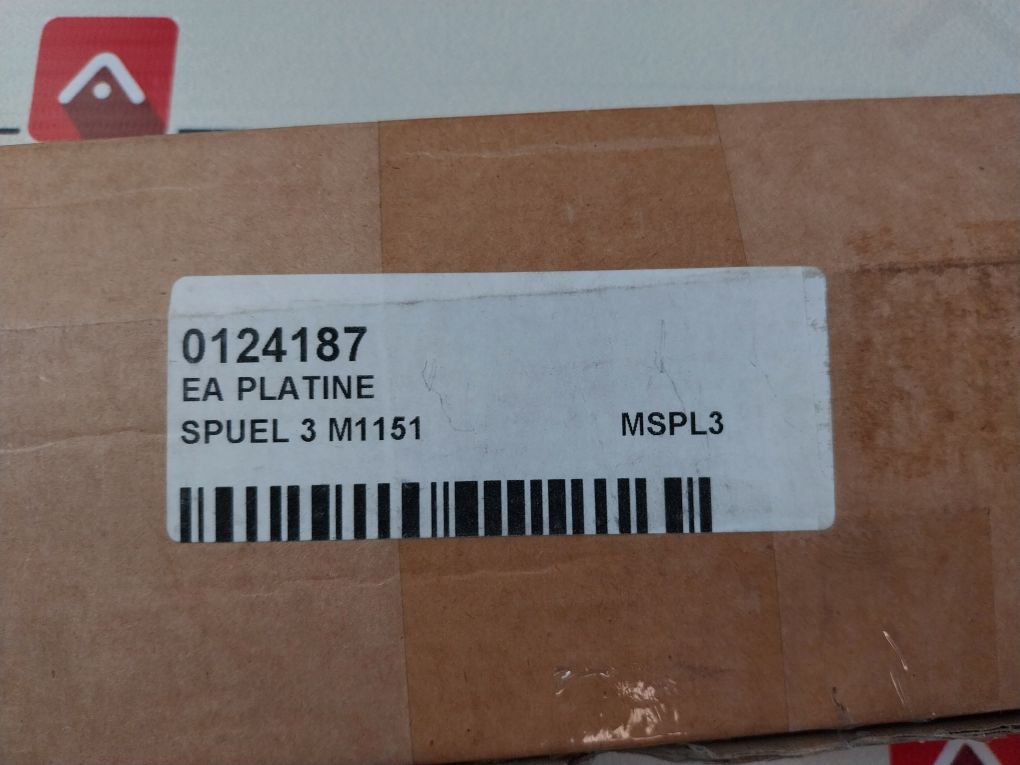 0124187
EA PLATINE
SPUEL 3 M1151 MSPL3